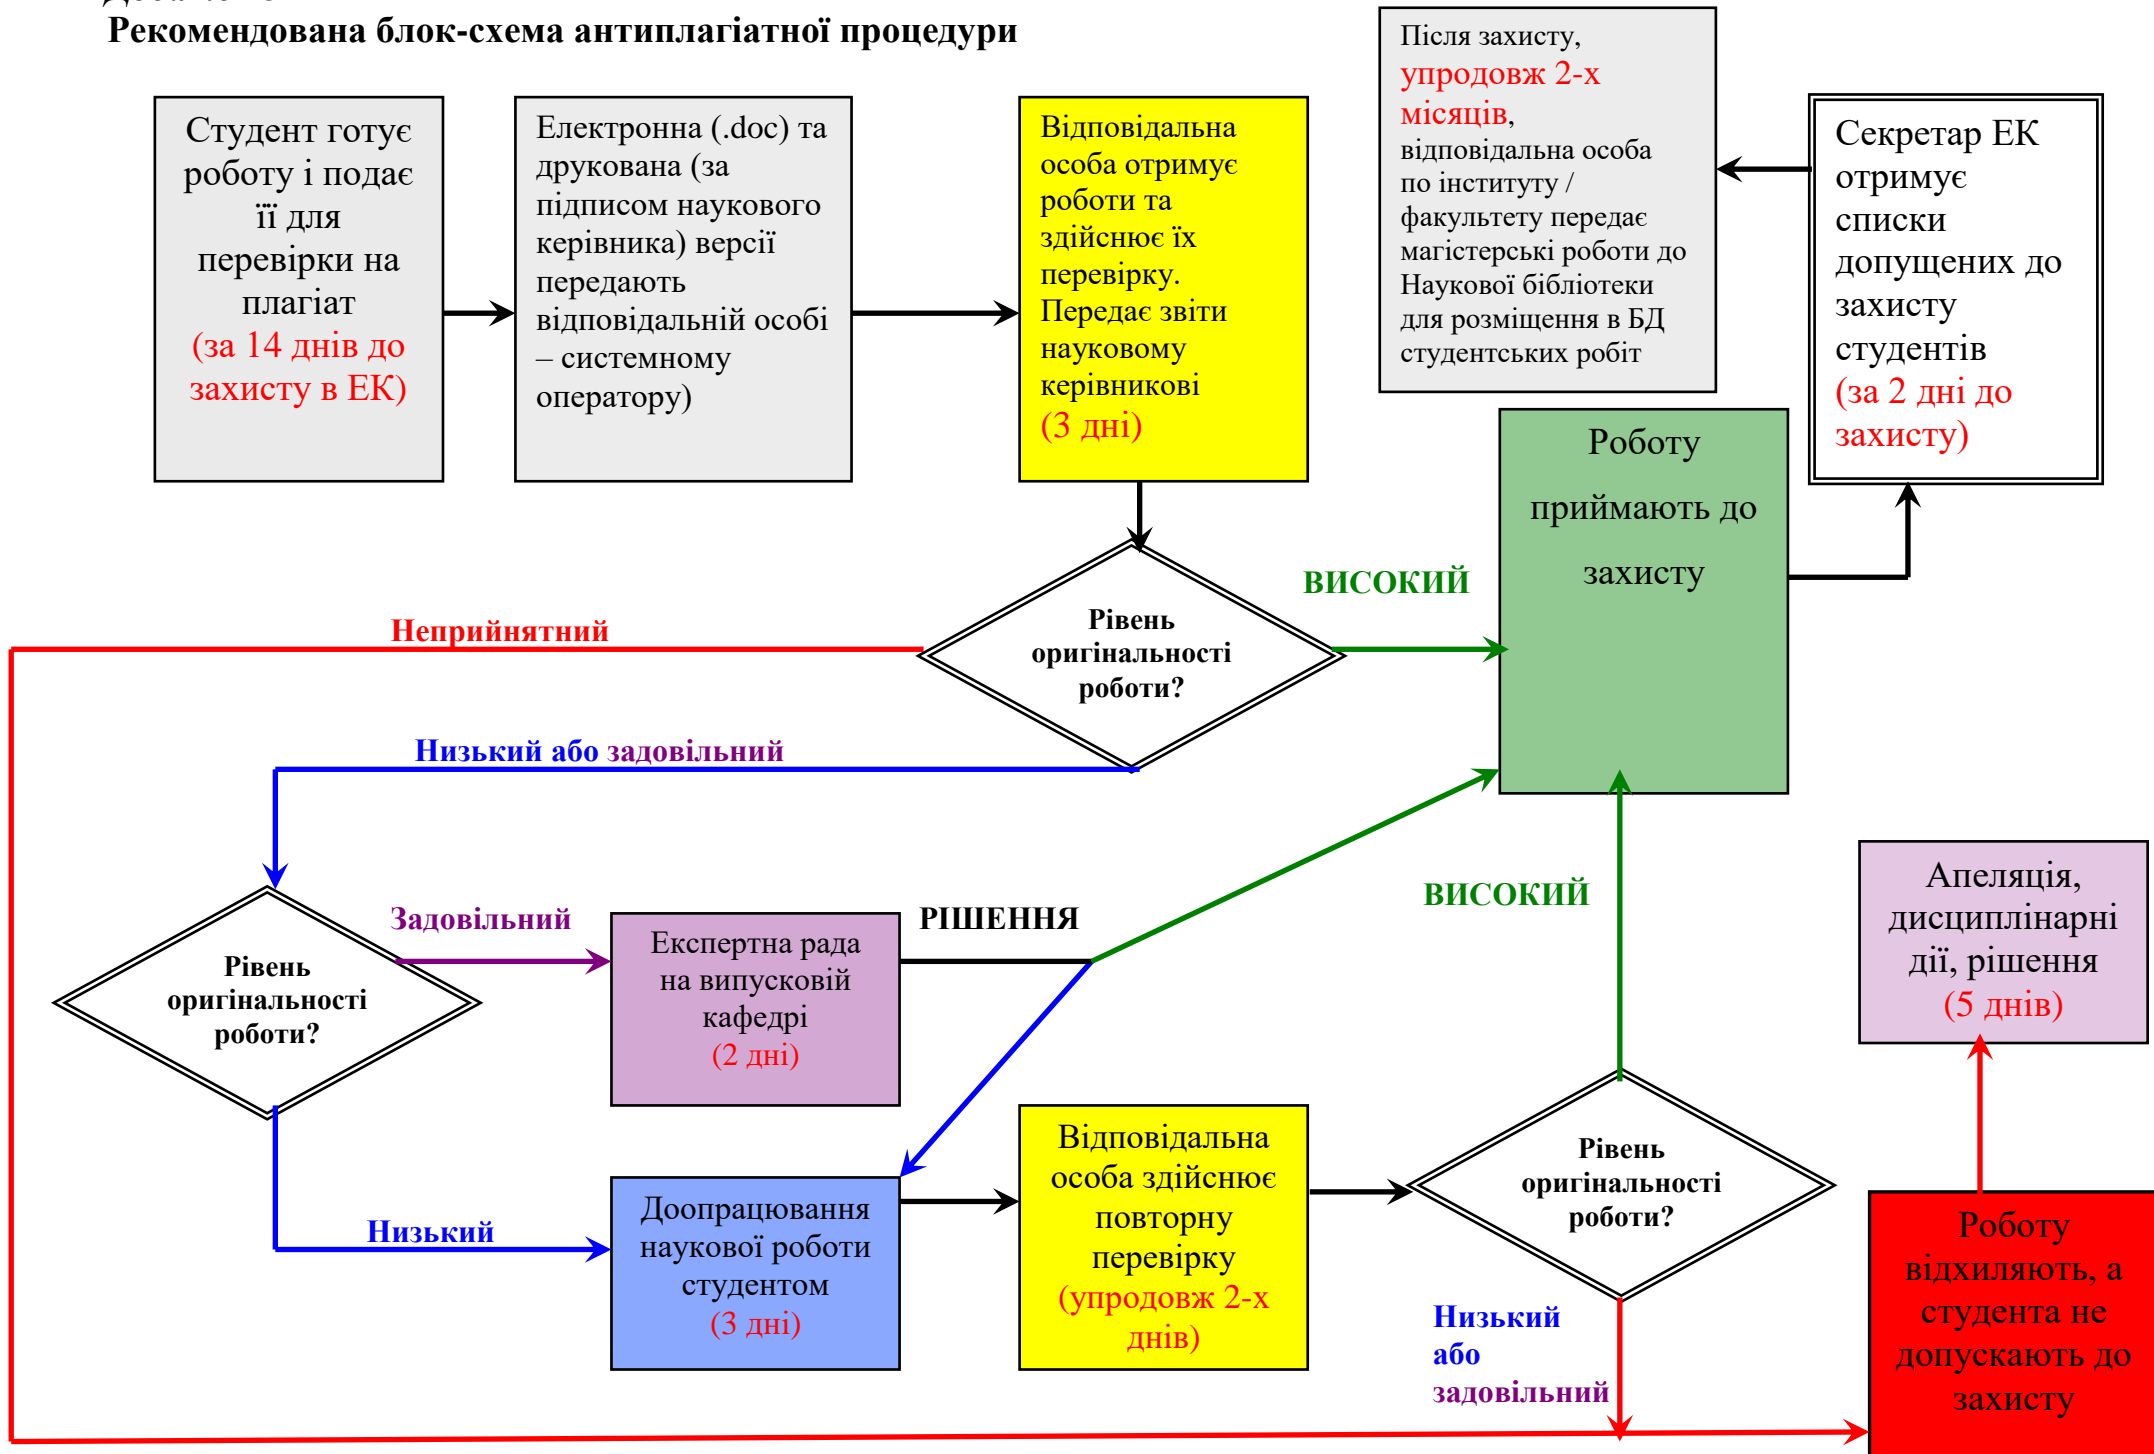 Рекомендована блок-схема антиплагіатної процедури
Студент готує
роботу і подає
її для
перевірки на
плагіат
(за 14 днів до
захисту в ЕК)
Електронна (.doc) та
друкована (за
підписом наукового
керівника) версії
передають
відповідальній особі
– системному
оператору)
Відповідальна
особа отримує
роботи та
здійснює їх
перевірку.
Передає звіти
науковому
керівникові
(3 дні)
Після захисту,
упродовж 2-х
місяців,
відповідальна особа
по інституту /
факультету передає
магістерські роботи до
Наукової бібліотеки
для розміщення в БД
студентських робіт
Секретар ЕК
отримує
списки
допущених до
захисту
студентів
(за 2 дні до
захисту)
Роботу
приймають до
захисту
ВИСОКИЙ
Рівень
оригінальності
роботи?
Неприйнятний
Низький або задовільний
Рівень
оригінальності
роботи?
Задовільний
Експертна рада
на випусковій
кафедрі
(2 дні)
РІШЕННЯ
ВИСОКИЙ
Апеляція,
дисциплінарні
дії, рішення
(5 днів)
Низький
Доопрацювання
наукової роботи
студентом
(3 дні)
Відповідальна
особа здійснює
повторну
перевірку
(упродовж 2-х
днів)
Рівень
оригінальності
роботи?
Низький
або
задовільний
Роботу
відхиляють, а
студента не
допускають до
захисту